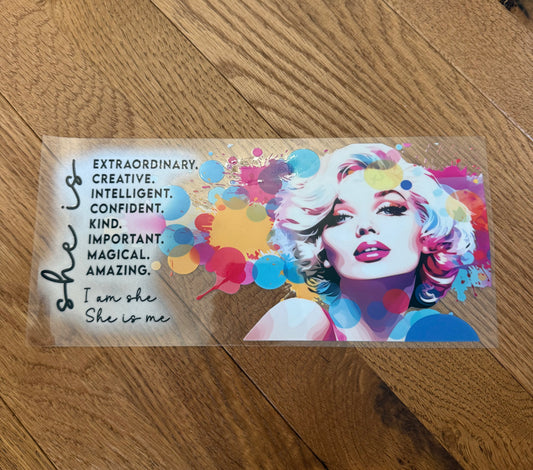 she is
EXTRAORDINARY.
CREATIVE.
INTELLIGENT.
CONFIDENT.
KIND.
IMPORTANT.
MAGICAL.
AMAZING.
I am she
She is me